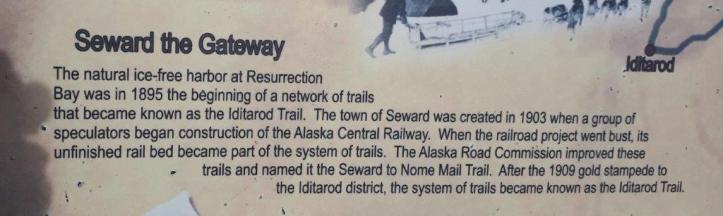 Seward the Gateway
Iditarod
The natural ice-free harbor at Resurrection
Bay was in 1895 the beginning of a network of trails
that became known as the Iditarod Trail. The town of Seward was created in 1903 when a group of
speculators began construction of the Alaska Central Railway. When the railroad project went bust, its
unfinished rail bed became part of the system of trails. The Alaska Road Commission improved these
trails and named it the Seward to Nome Mail Trail. After the 1909 gold stampede to
the Iditarod district, the system of trails became known as the Iditarod Trail.